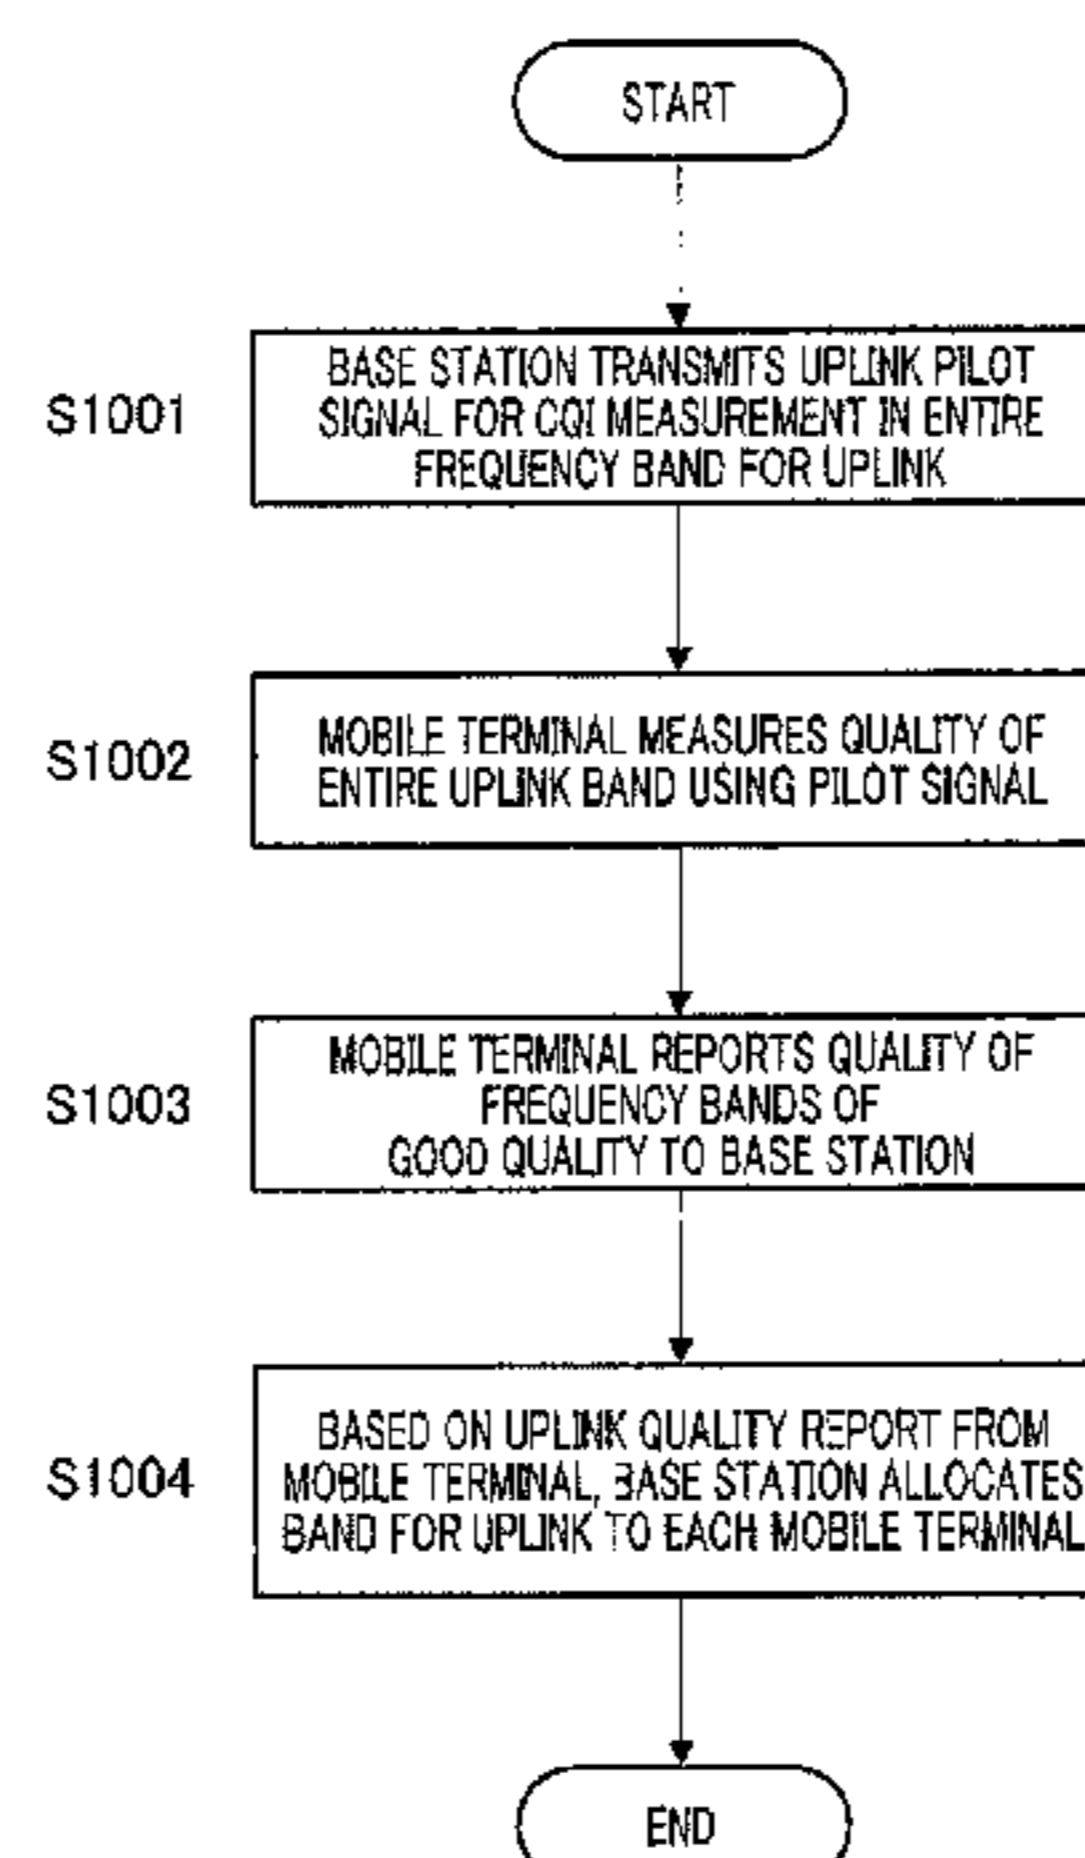 START
S1001
BASE STATION TRANSMITS UPLINK PILOT
SIGNAL FOR CQI MEASUREMENT IN ENTIRE
FREQUENCY BAND FOR UPLINK
S1002
MOBILE TERMINAL MEASURES QUALITY OF
ENTIRE UPLINK BAND USING PILOT SIGNAL
S1003
MOBILE TERMINAL REPORTS QUALITY OF
FREQUENCY BANDS OF
GOOD QUALITY TO BASE STATION
S1004
BASED ON UPLINK QUALITY REPORT FROM
MOBILE TERMINAL, BASE STATION ALLOCATES
BAND FOR UPLINK TO EACH MOBILE TERMINAL
END